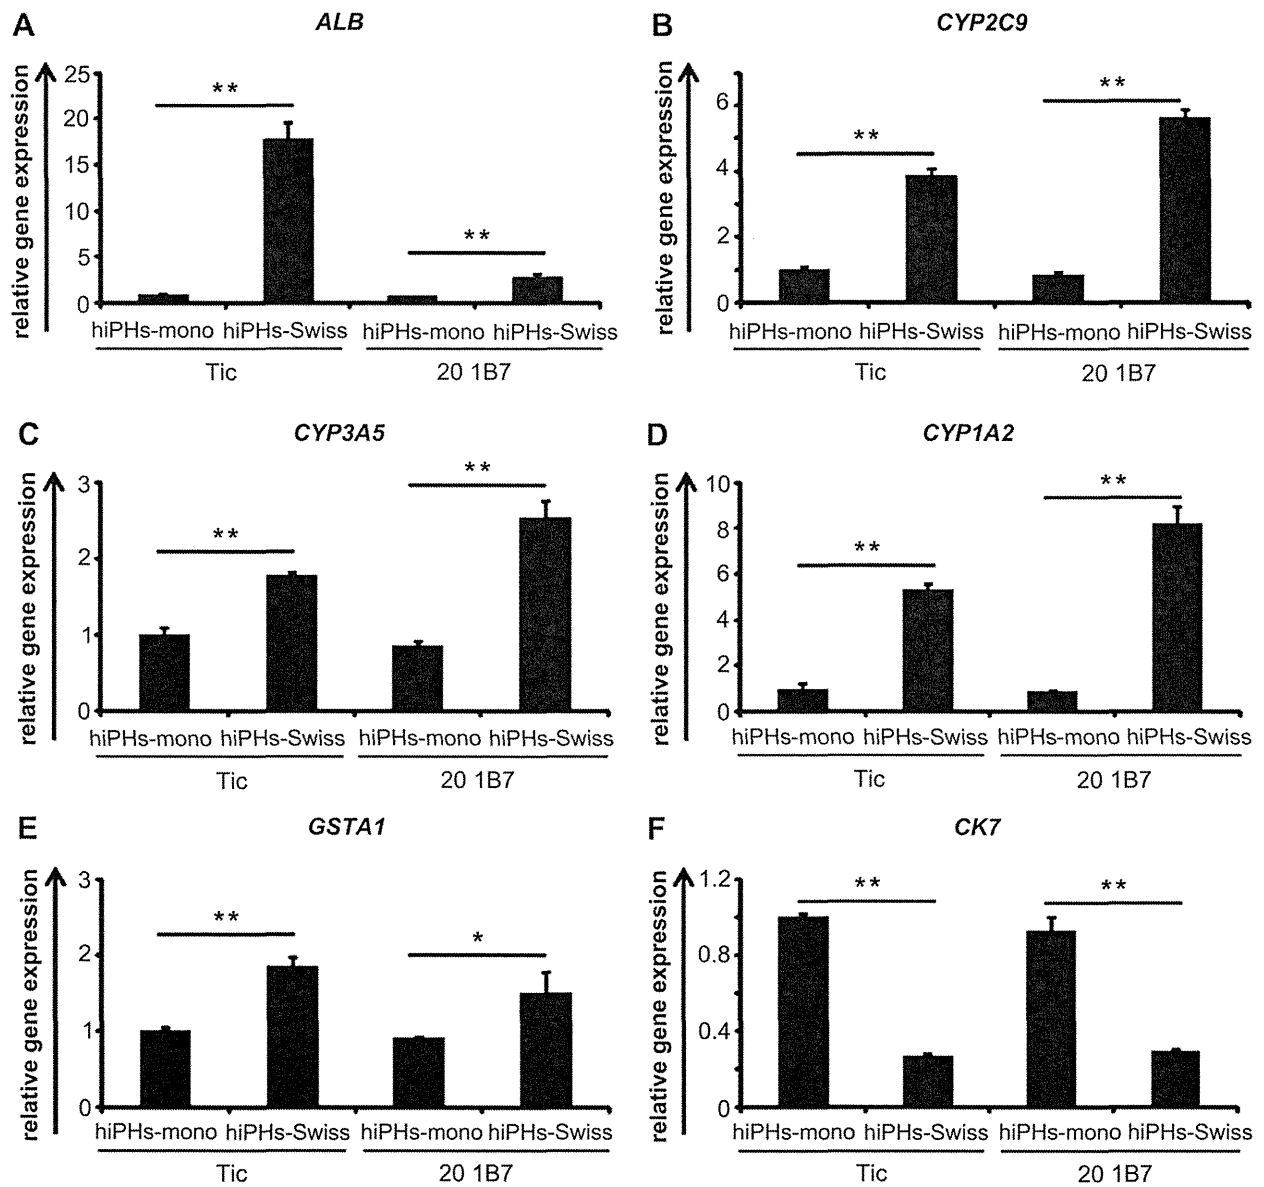 A
ALB
relative gene expression
25
20
15
10
5
0
**
**
hiPHs-mono hiPHs-Swiss hiPHs-mono hiPHs-Swiss
Tic
20 1B7
B
CYP2C9
relative gene expression
6
4
2
0
**
**
hiPHs-mono hiPHs-Swiss hiPHs-mono hiPHs-Swiss
Tic
20 1B7
C
CYP3A5
relative gene expression
3
2
1
0
**
**
hiPHs-mono hiPHs-Swiss hiPHs-mono hiPHs-Swiss
Tic
20 1B7
D
CYP1A2
relative gene expression
10
8
6
4
2
0
**
**
hiPHs-mono hiPHs-Swiss hiPHs-mono hiPHs-Swiss
Tic
20 1B7
E
GSTA1
relative gene expression
3
2
1
0
**
*
hiPHs-mono hiPHs-Swiss hiPHs-mono hiPHs-Swiss
Tic
20 1B7
F
CK7
relative gene expression
1.2
0.8
0.4
0
**
**
hiPHs-mono hiPHs-Swiss hiPHs-mono hiPHs-Swiss
Tic
20 1B7